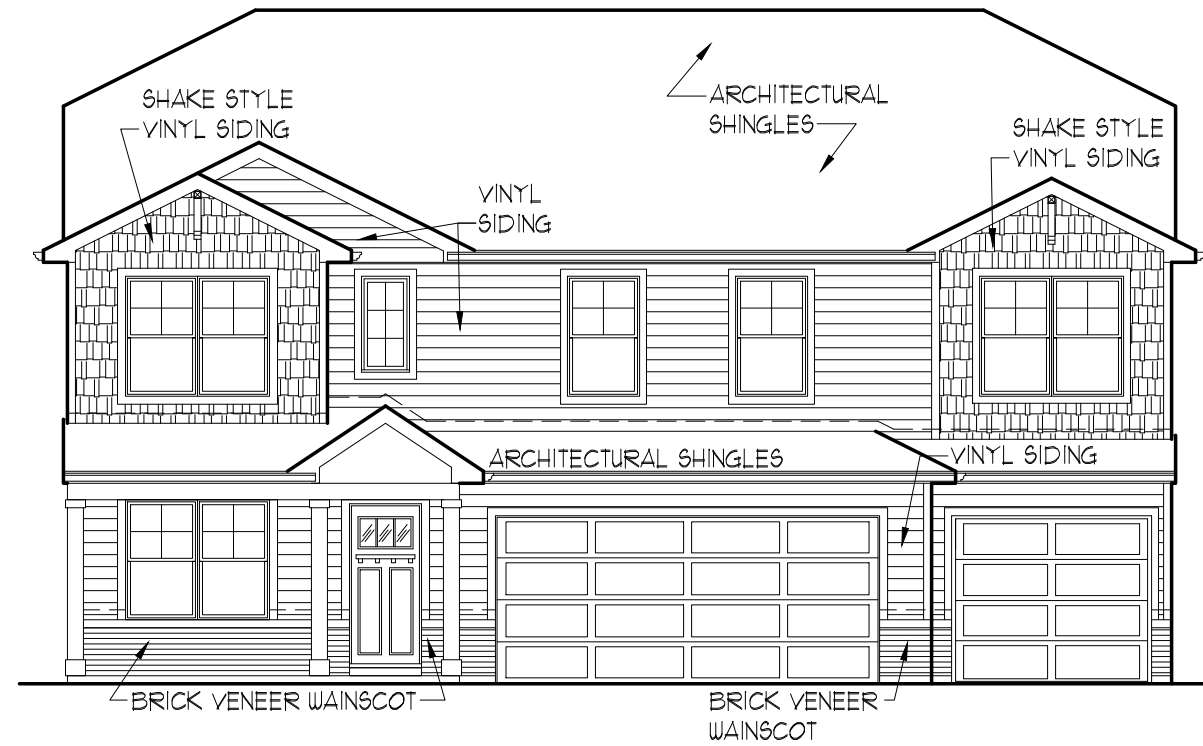 ARCHITECTURAL
SHINGLES
SHAKE STYLE
VINYL SIDING
SHAKE STYLE
VINYL SIDING
VINYL
SIDING
ARCHITECTURAL SHINGLES
VINYL SIDING
BRICK VENEER WAINSCOT
BRICK VENEER
WAINSCOT